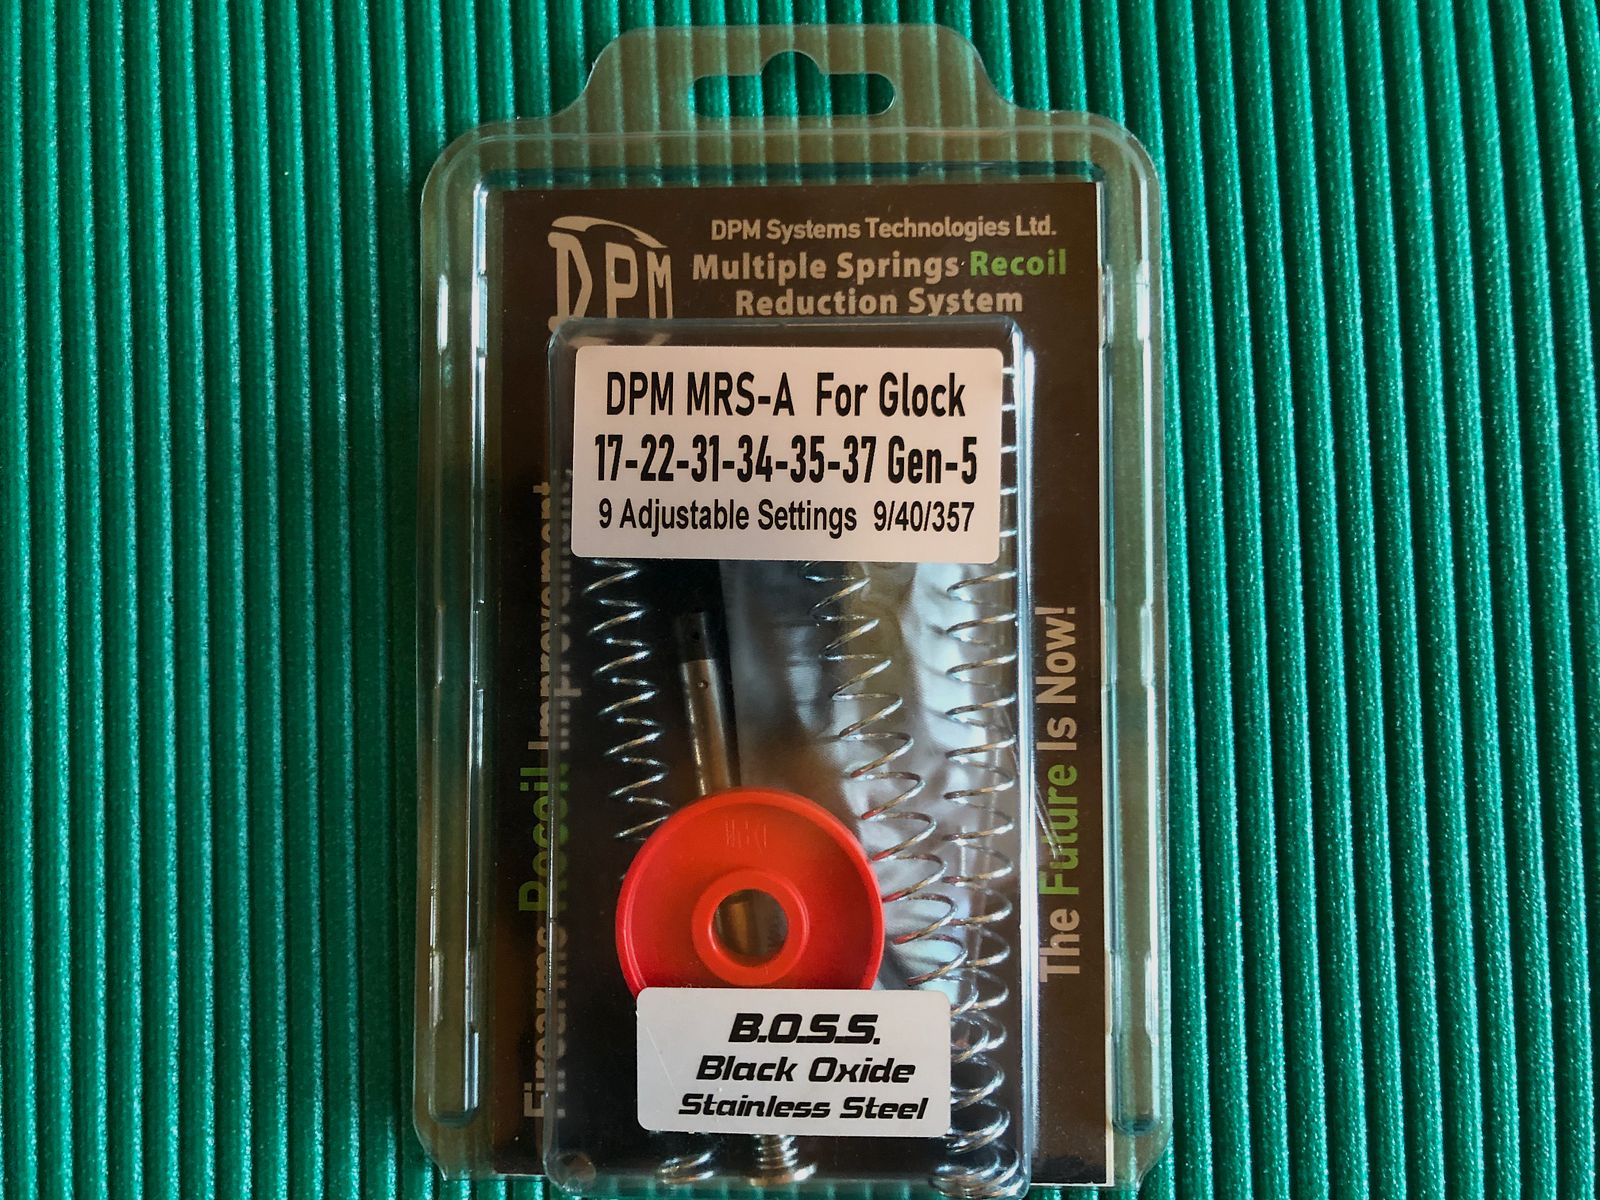 DPM
DPM Systems Technologies Ltd.
Multiple Springs Recoil
Reduction System
DPM MRS-A For Glock
17-22-31-34-35-37 Gen-5
9 Adjustable Settings 9/40/357
Firearms Recoil Improvement
The Future Is Now!
DPM
B.O.S.S.
Black Oxide
Stainless Steel